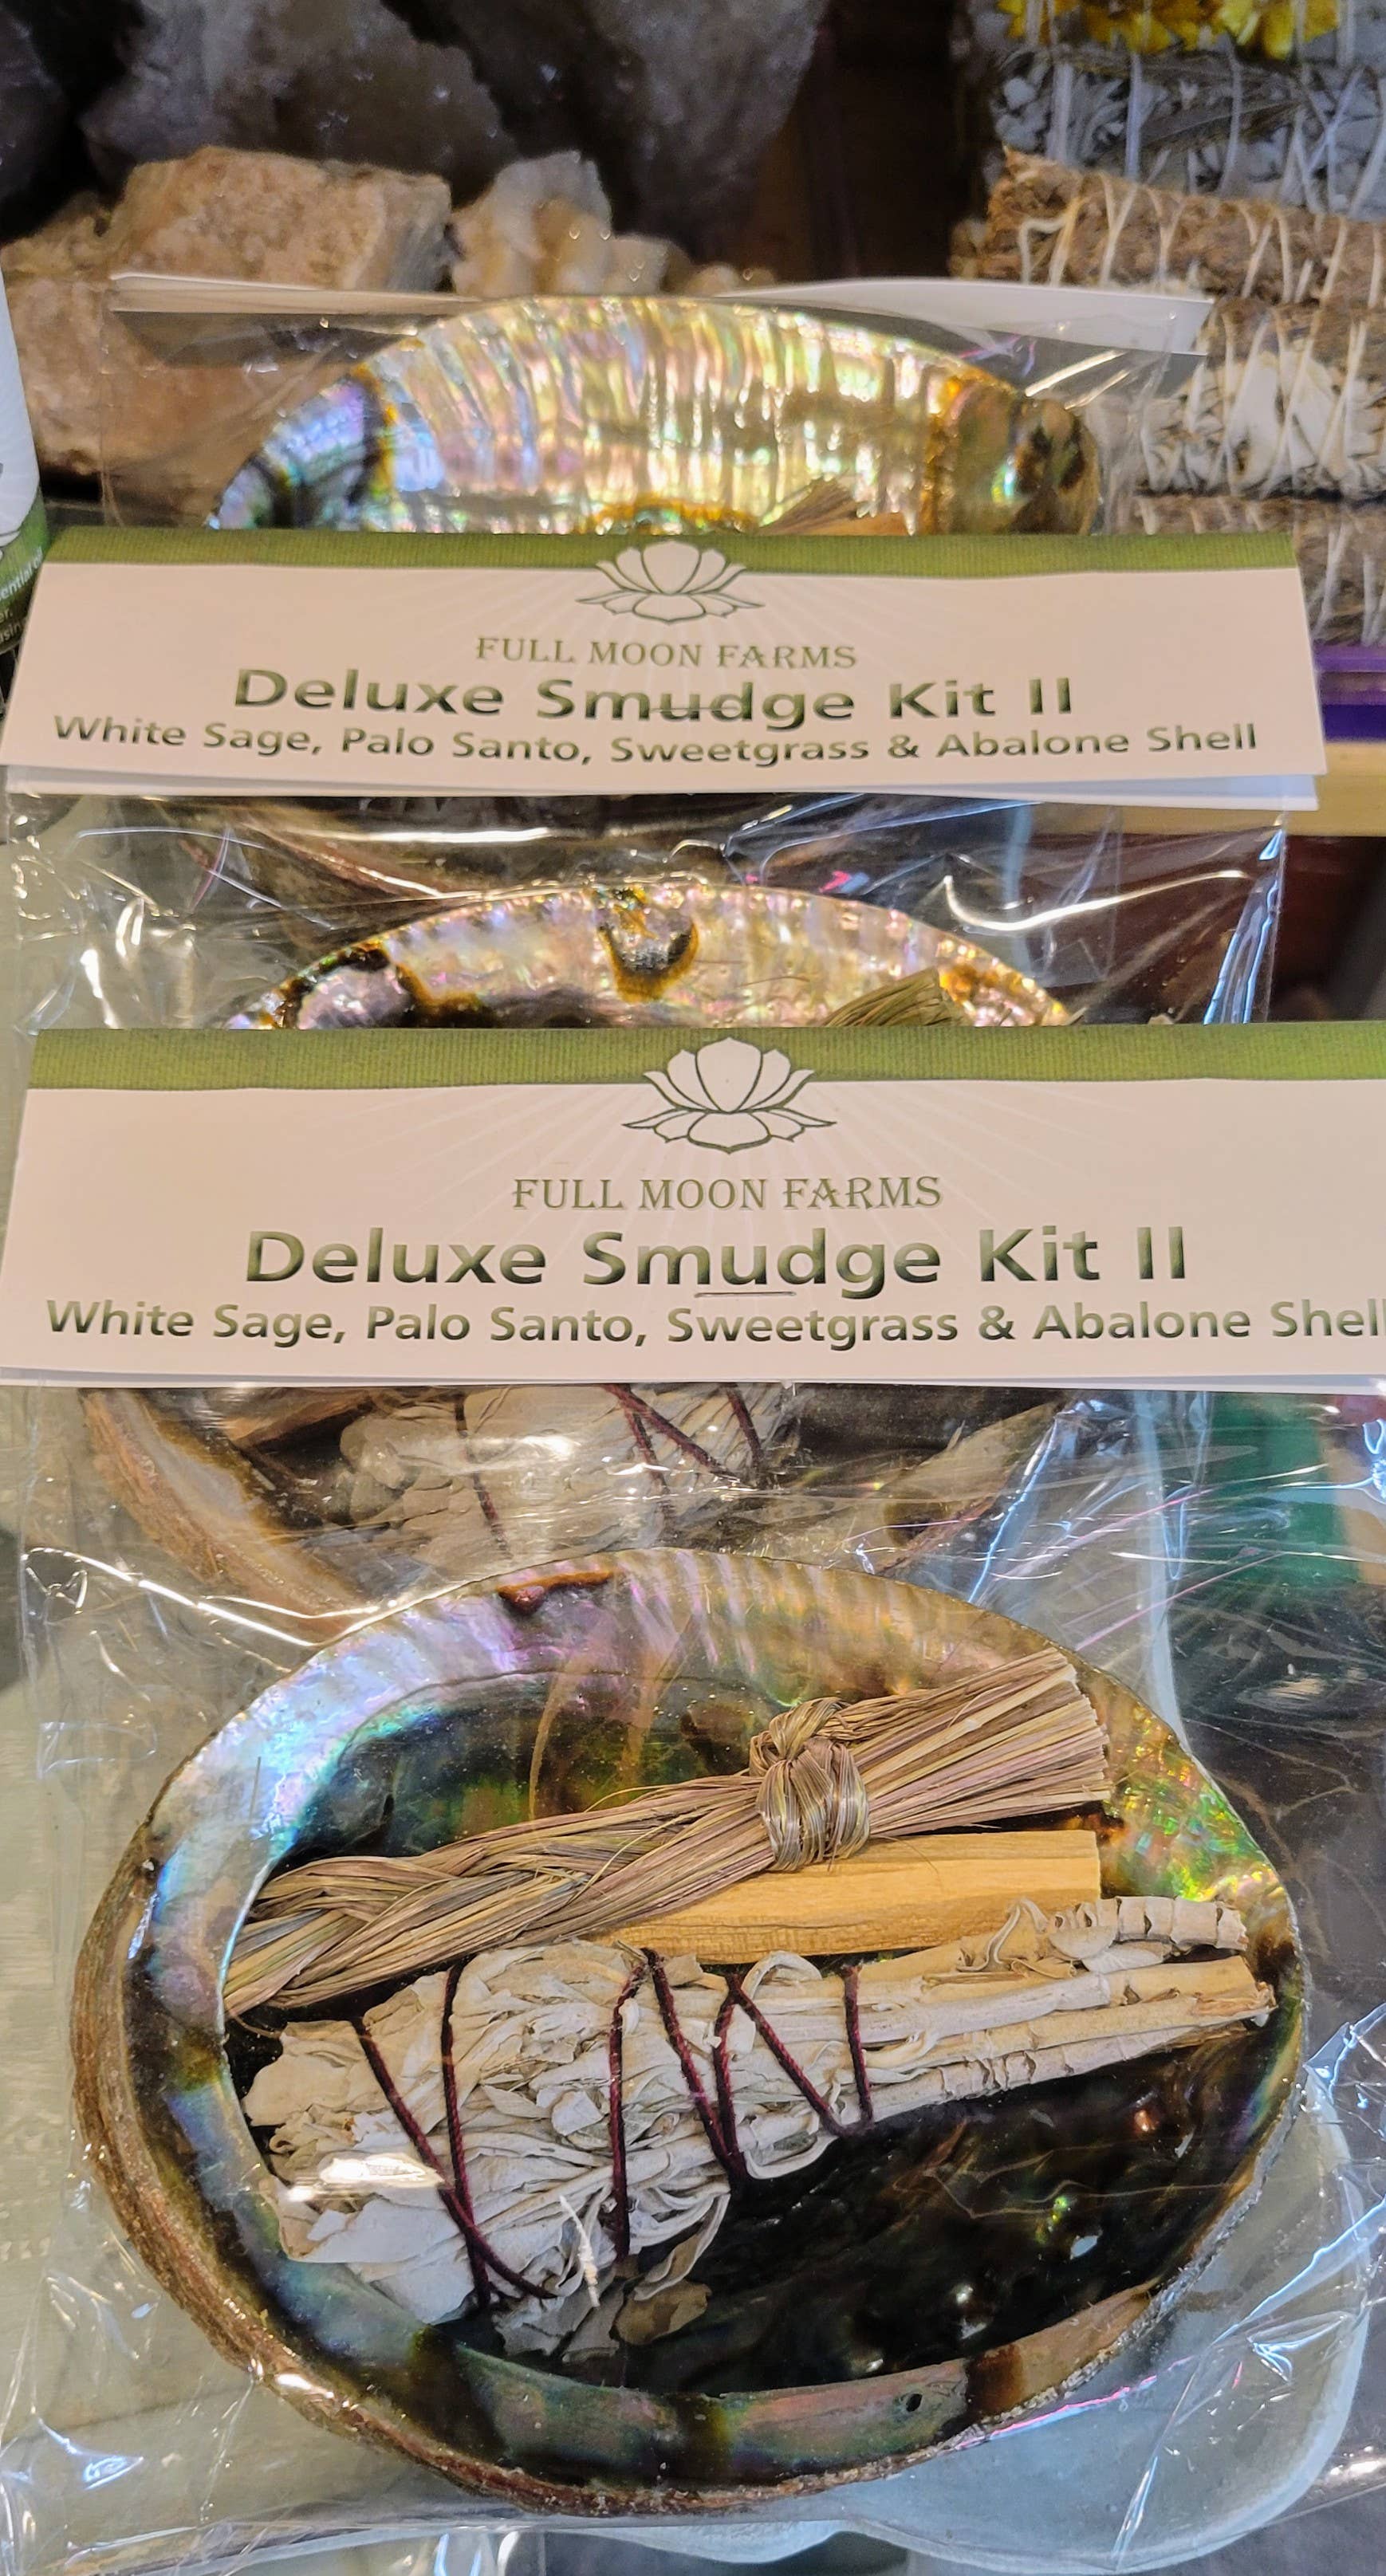 FULL MOON FARMS
Deluxe Smudge Kit II
White Sage, Palo Santo, Sweetgrass & Abalone Shell
FULL MOON FARMS
Deluxe Smudge Kit II
White Sage, Palo Santo, Sweetgrass & Abalone Shell